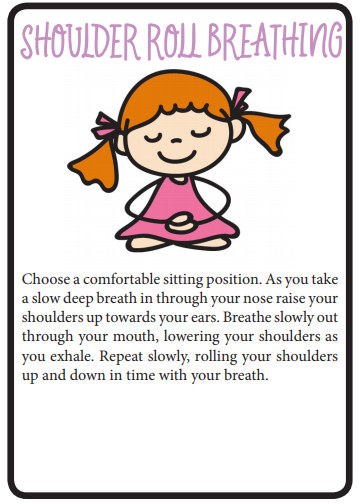 SHOULDER ROLL BREATHING
Choose a comfortable sitting position. As you take
a slow deep breath in through your nose raise your
shoulders up towards your ears. Breathe slowly out
through your mouth, lowering your shoulders as
you exhale. Repeat slowly, rolling your shoulders
up and down in time with your breath.